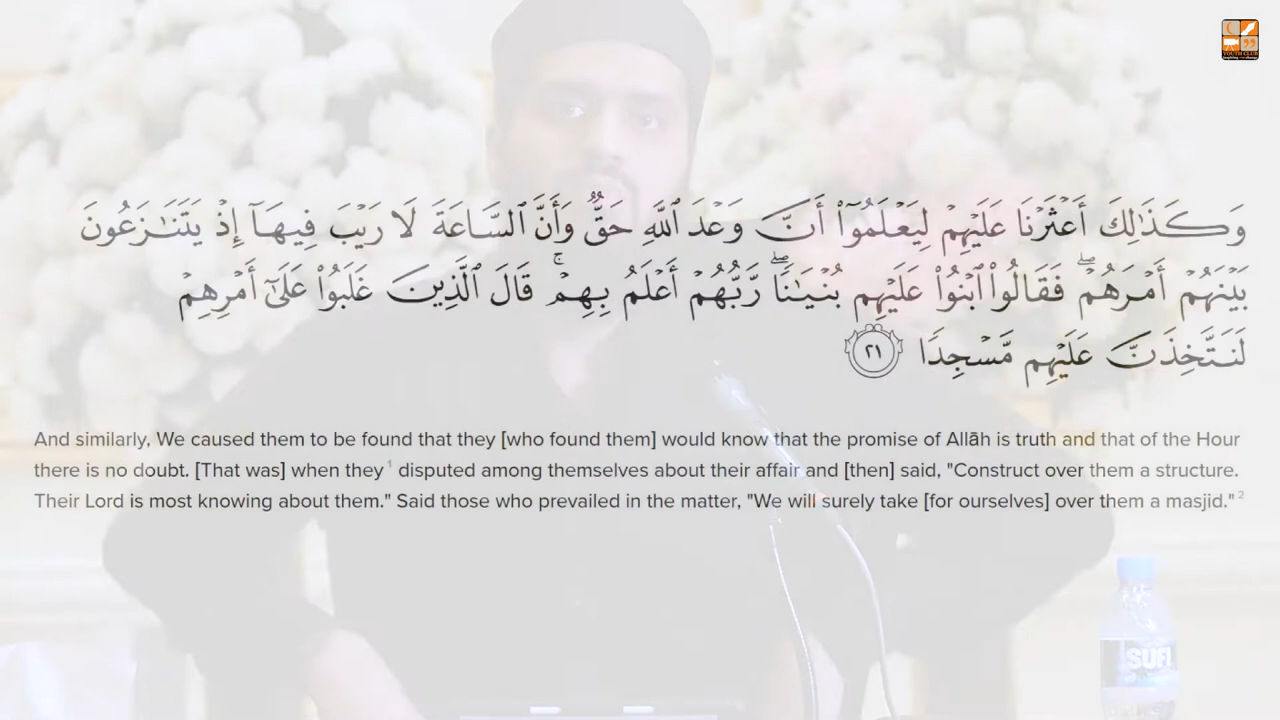 YOUTH CLUB
وَكَذَٰلِكَ أَعْثَرْنَا عَلَيْهِمْ لِيَعْلَمُوٓا۟ أَنَّ وَعْدَ ٱللَّهِ حَقٌّ وَأَنَّ ٱلسَّاعَةَ لَا رَيْبَ فِيهَآ إِذْ يَتَنَـٰزَعُونَ
بَيْنَهُمْ أَمْرَهُمْ ۖ فَقَالُوا۟ ٱبْنُوا۟ عَلَيْهِم بُنْيَـٰنًا ۖ رَّبُّهُمْ أَعْلَمُ بِهِمْ ۚ قَالَ ٱلَّذِينَ غَلَبُوا۟ عَلَىٰٓ أَمْرِهِمْ
لَنَتَّخِذَنَّ عَلَيْهِم مَّسْجِدًا ٢١
And similarly, We caused them to be found that they [who found them] would know that the promise of Allāh is truth and that of the Hour
there is no doubt. [That was] when they¹ disputed among themselves about their affair and [then] said, "Construct over them a structure.
Their Lord is most knowing about them." Said those who prevailed in the matter, "We will surely take [for ourselves] over them a masjid."²
SUFI